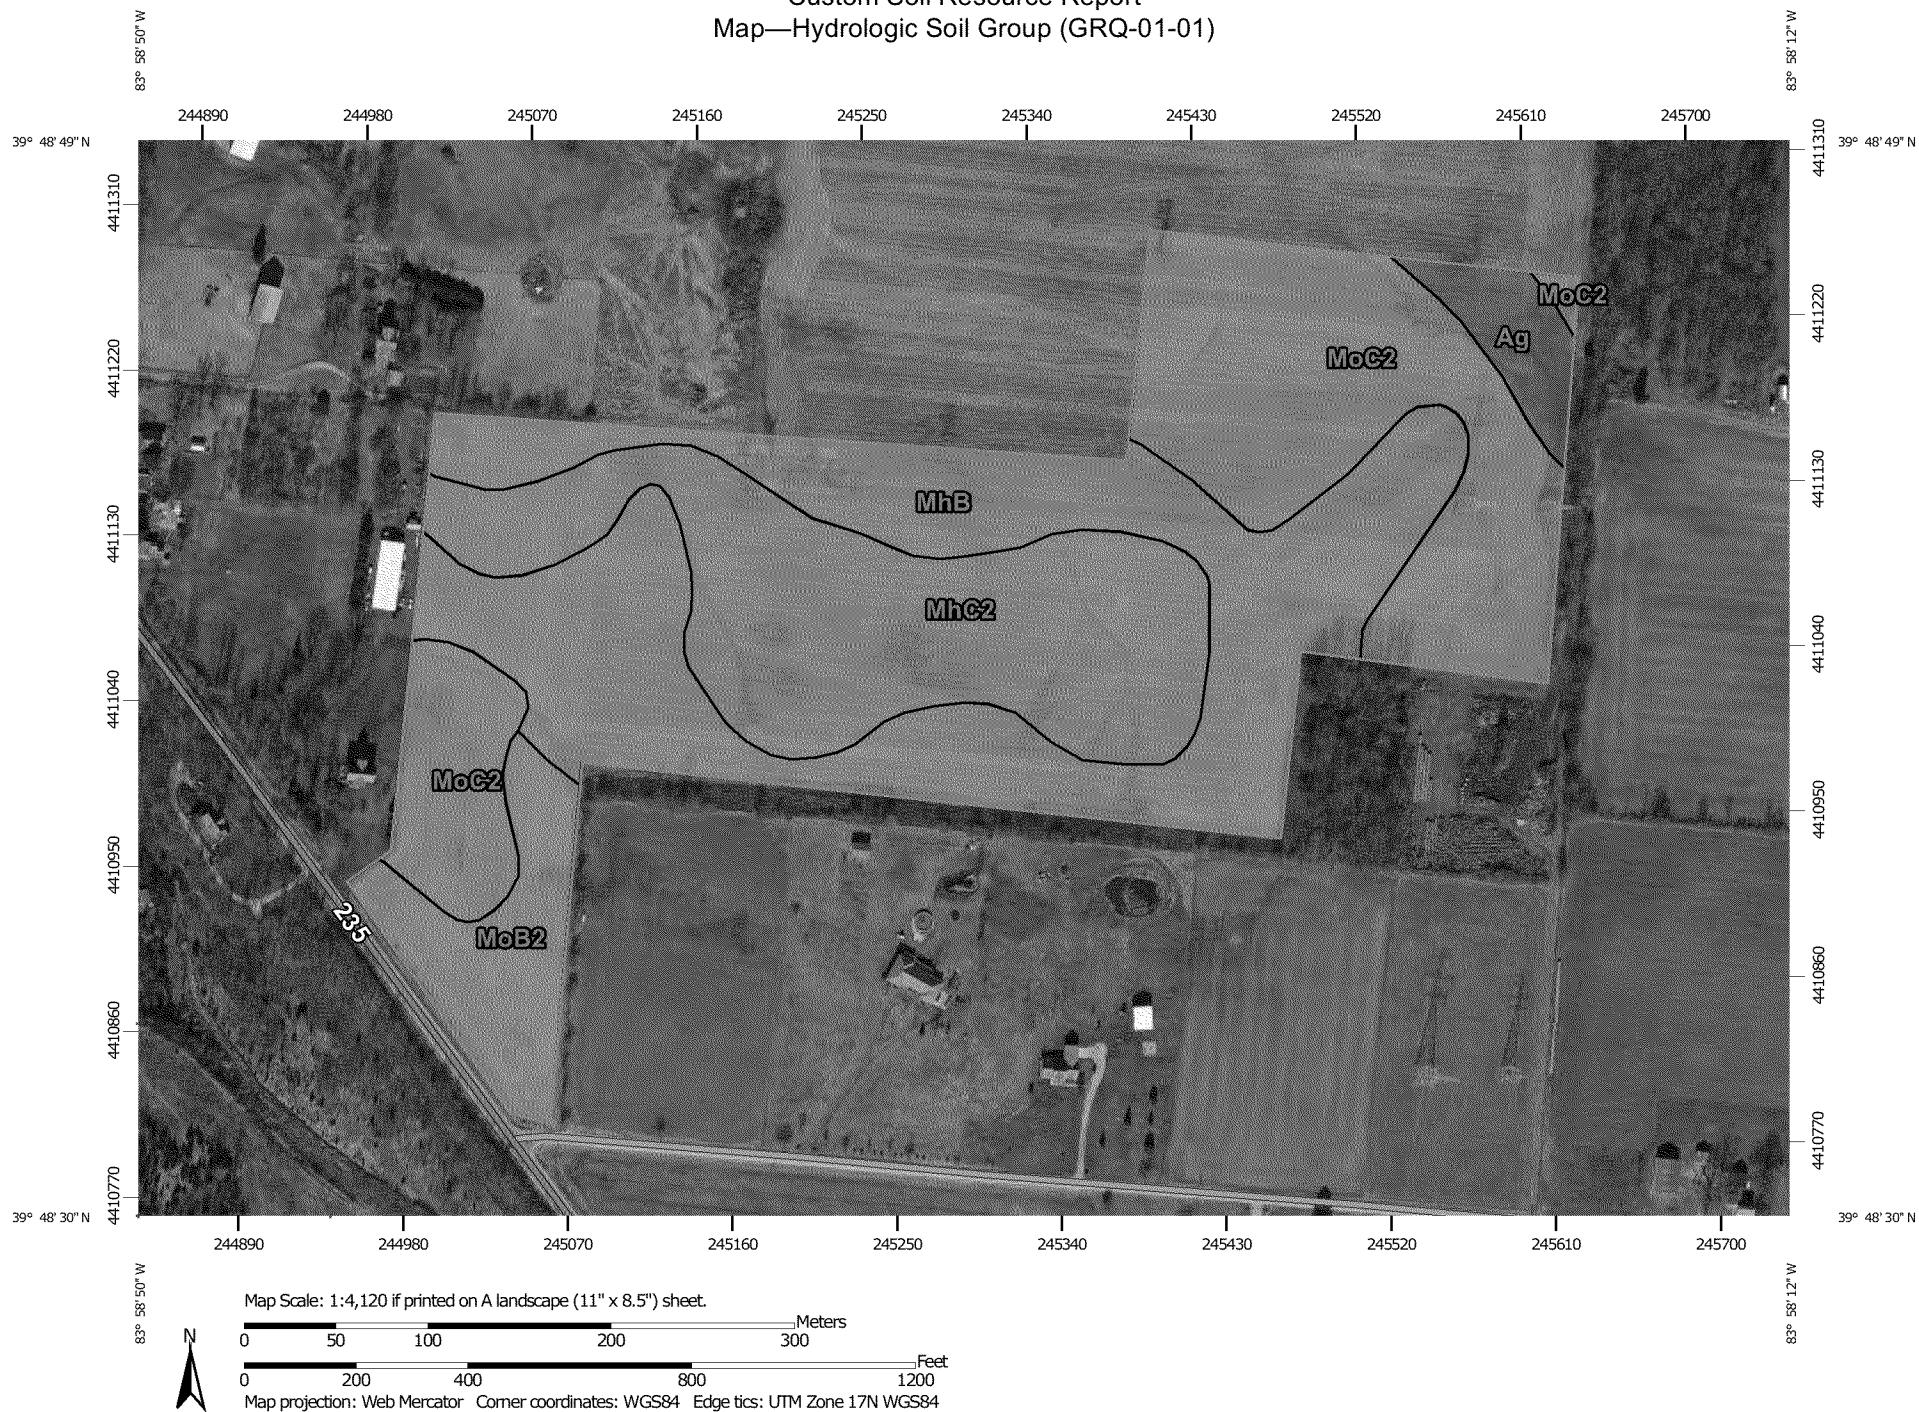 Custom Soil Resource Report
Map—Hydrologic Soil Group (GRQ-01-01)
83° 58' 50" W
83° 58' 12" W
244890 244980 245070 245160 245250 245340 245430 245520 245610 245700
39° 48' 49" N
39° 48' 49" N
4411310
4411310
4411220
4411220
4411130
4411130
4411040
4411040
4410950
4410950
4410860
4410860
4410770
4410770
MoC2
Ag
MoC2
MhB
MhC2
MoC2
MoB2
235
39° 48' 30" N
39° 48' 30" N
244890 244980 245070 245160 245250 245340 245430 245520 245610 245700
83° 58' 50" W
83° 58' 12" W
Map Scale: 1:4,120 if printed on A landscape (11" x 8.5") sheet.
Meters
0 50 100 200 300
Feet
0 200 400 800 1200
N
Map projection: Web Mercator Corner coordinates: WGS84 Edge tics: UTM Zone 17N WGS84